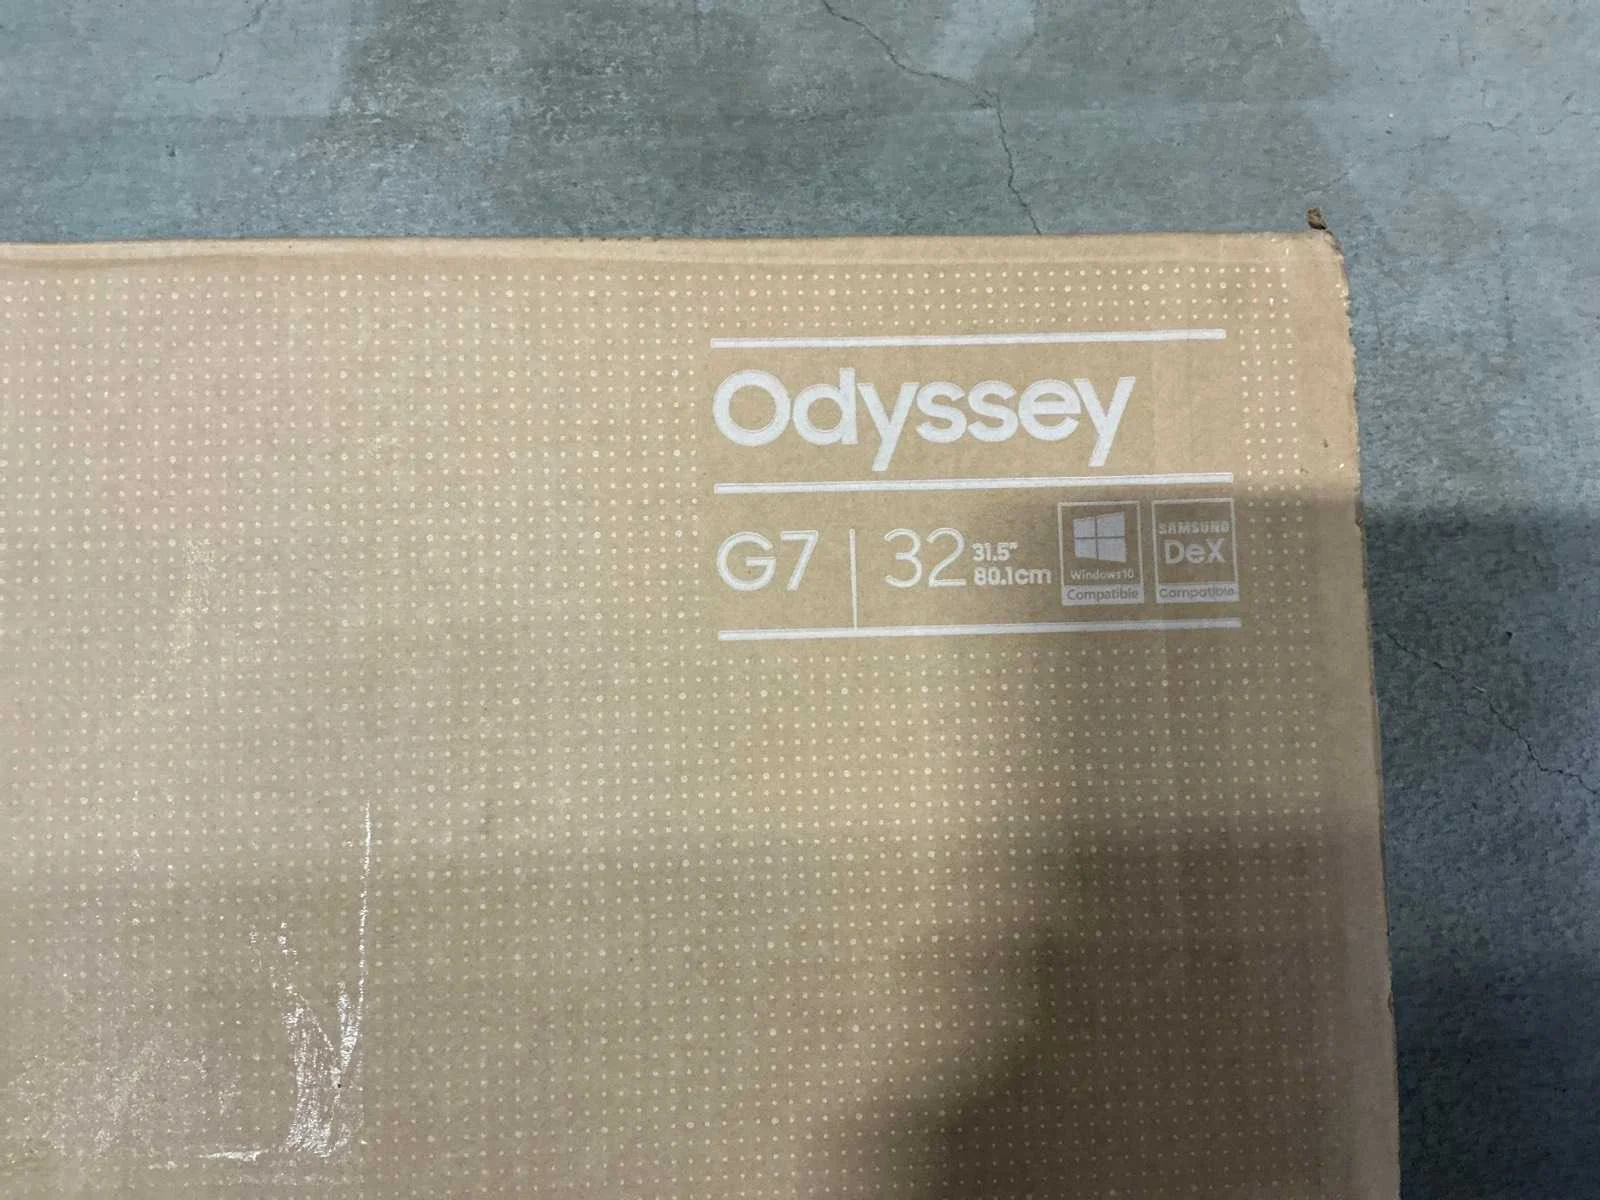 Odyssey
G7 | 32 31.5"
80.1cm
Windows10
Compatible
SAMSUNG
DeX
Compatible